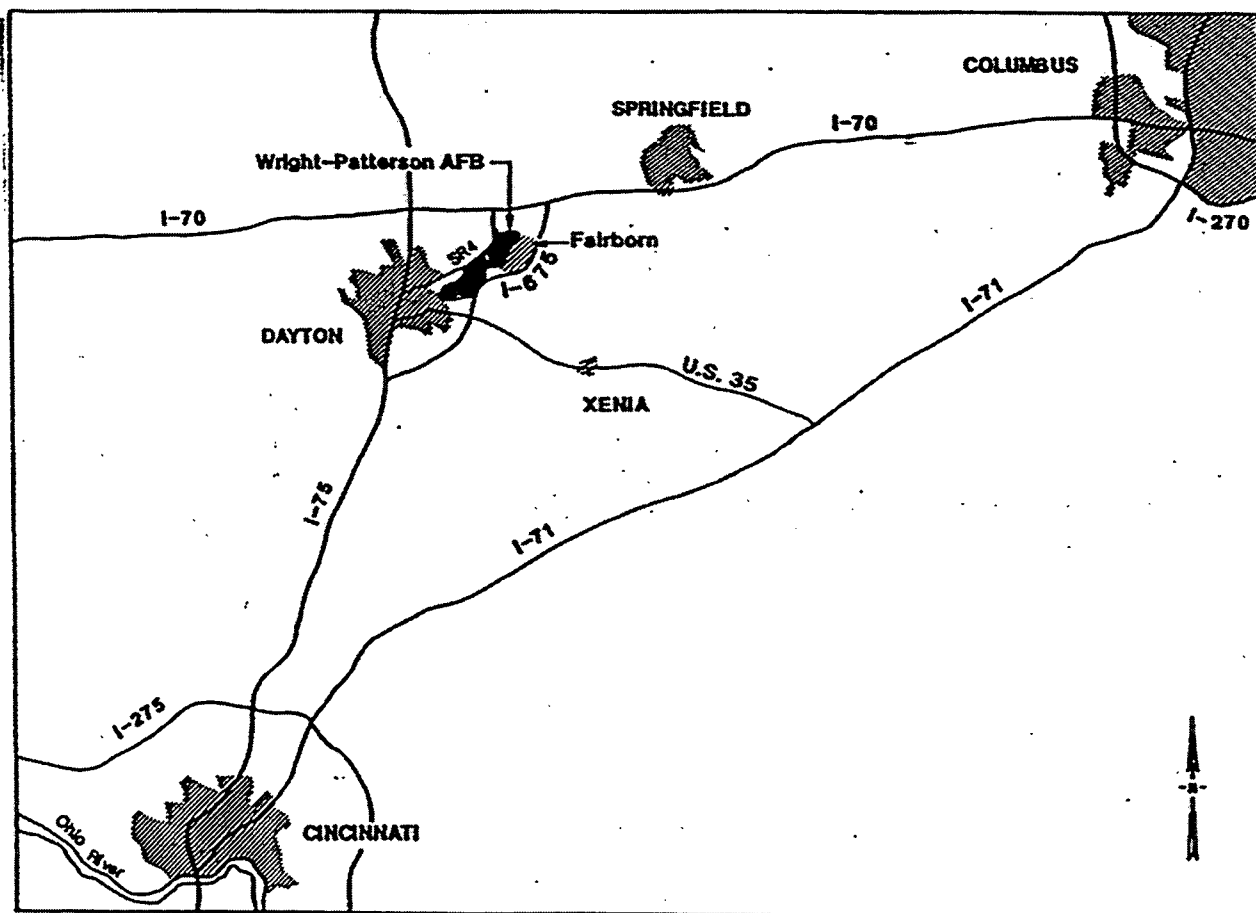 COLUMBUS
SPRINGFIELD
I-70
Wright-Patterson AFB
I-70
I-270
SR4
Fairborn
I-675
I-71
DAYTON
U.S. 35
XENIA
I-75
I-71
I-275
-N-
Ohio River
CINCINNATI